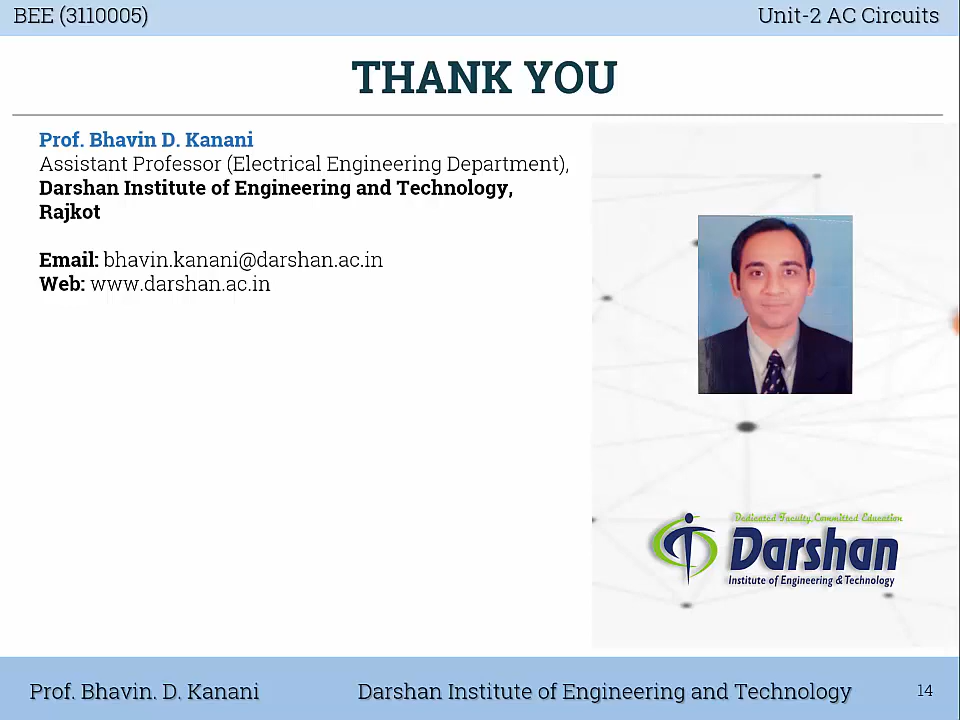 BEE (3110005)
Unit-2 AC Circuits
THANK YOU
Prof. Bhavin D. Kanani
Assistant Professor (Electrical Engineering Department),
Darshan Institute of Engineering and Technology,
Rajkot
Email: bhavin.kanani@darshan.ac.in
Web: www.darshan.ac.in
Dedicated Faculty, Committed Education
Darshan
Institute of Engineering & Technology
Prof. Bhavin. D. Kanani
Darshan Institute of Engineering and Technology
14